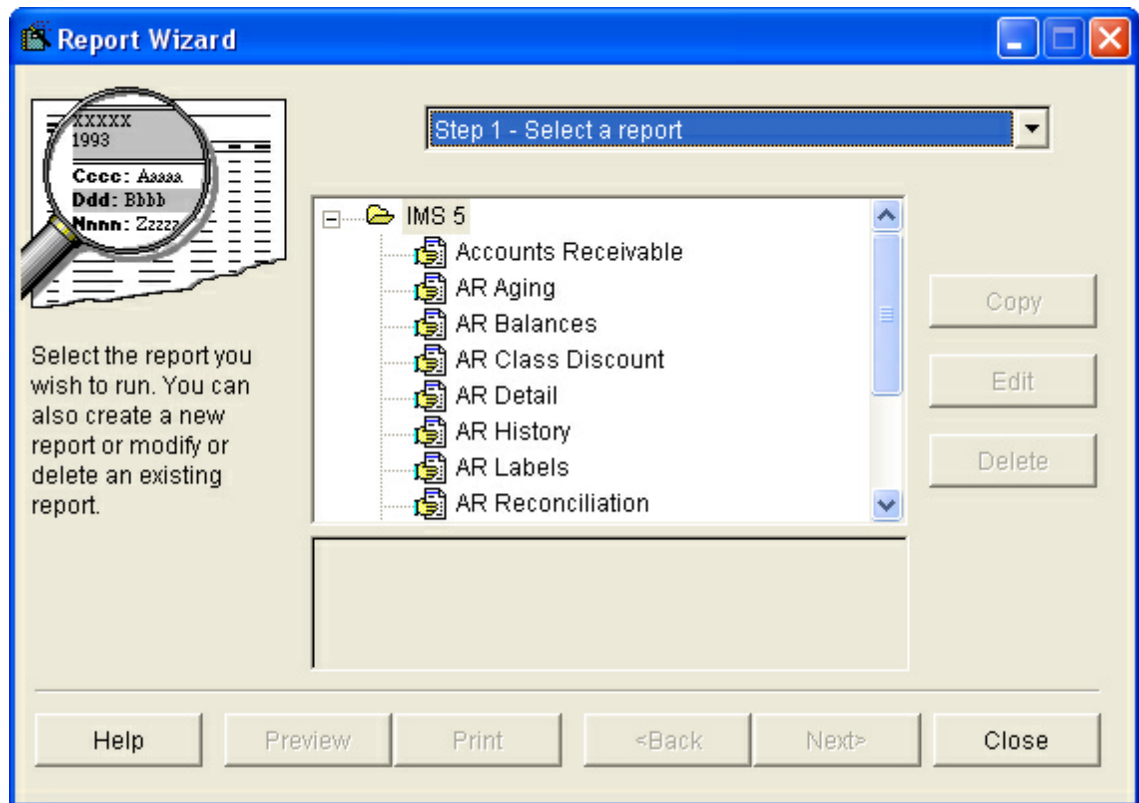 Report Wizard
XXXXX
1993
Cccc: Aaaaa
Ddd: Bbbb
Nnnn: Zzzzz
Step 1 - Select a report
Select the report you
wish to run. You can
also create a new
report or modify or
delete an existing
report.
IMS 5
Accounts Receivable
AR Aging
AR Balances
AR Class Discount
AR Detail
AR History
AR Labels
AR Reconciliation
Copy
Edit
Delete
Help
Preview
Print
<Back
Next>
Close